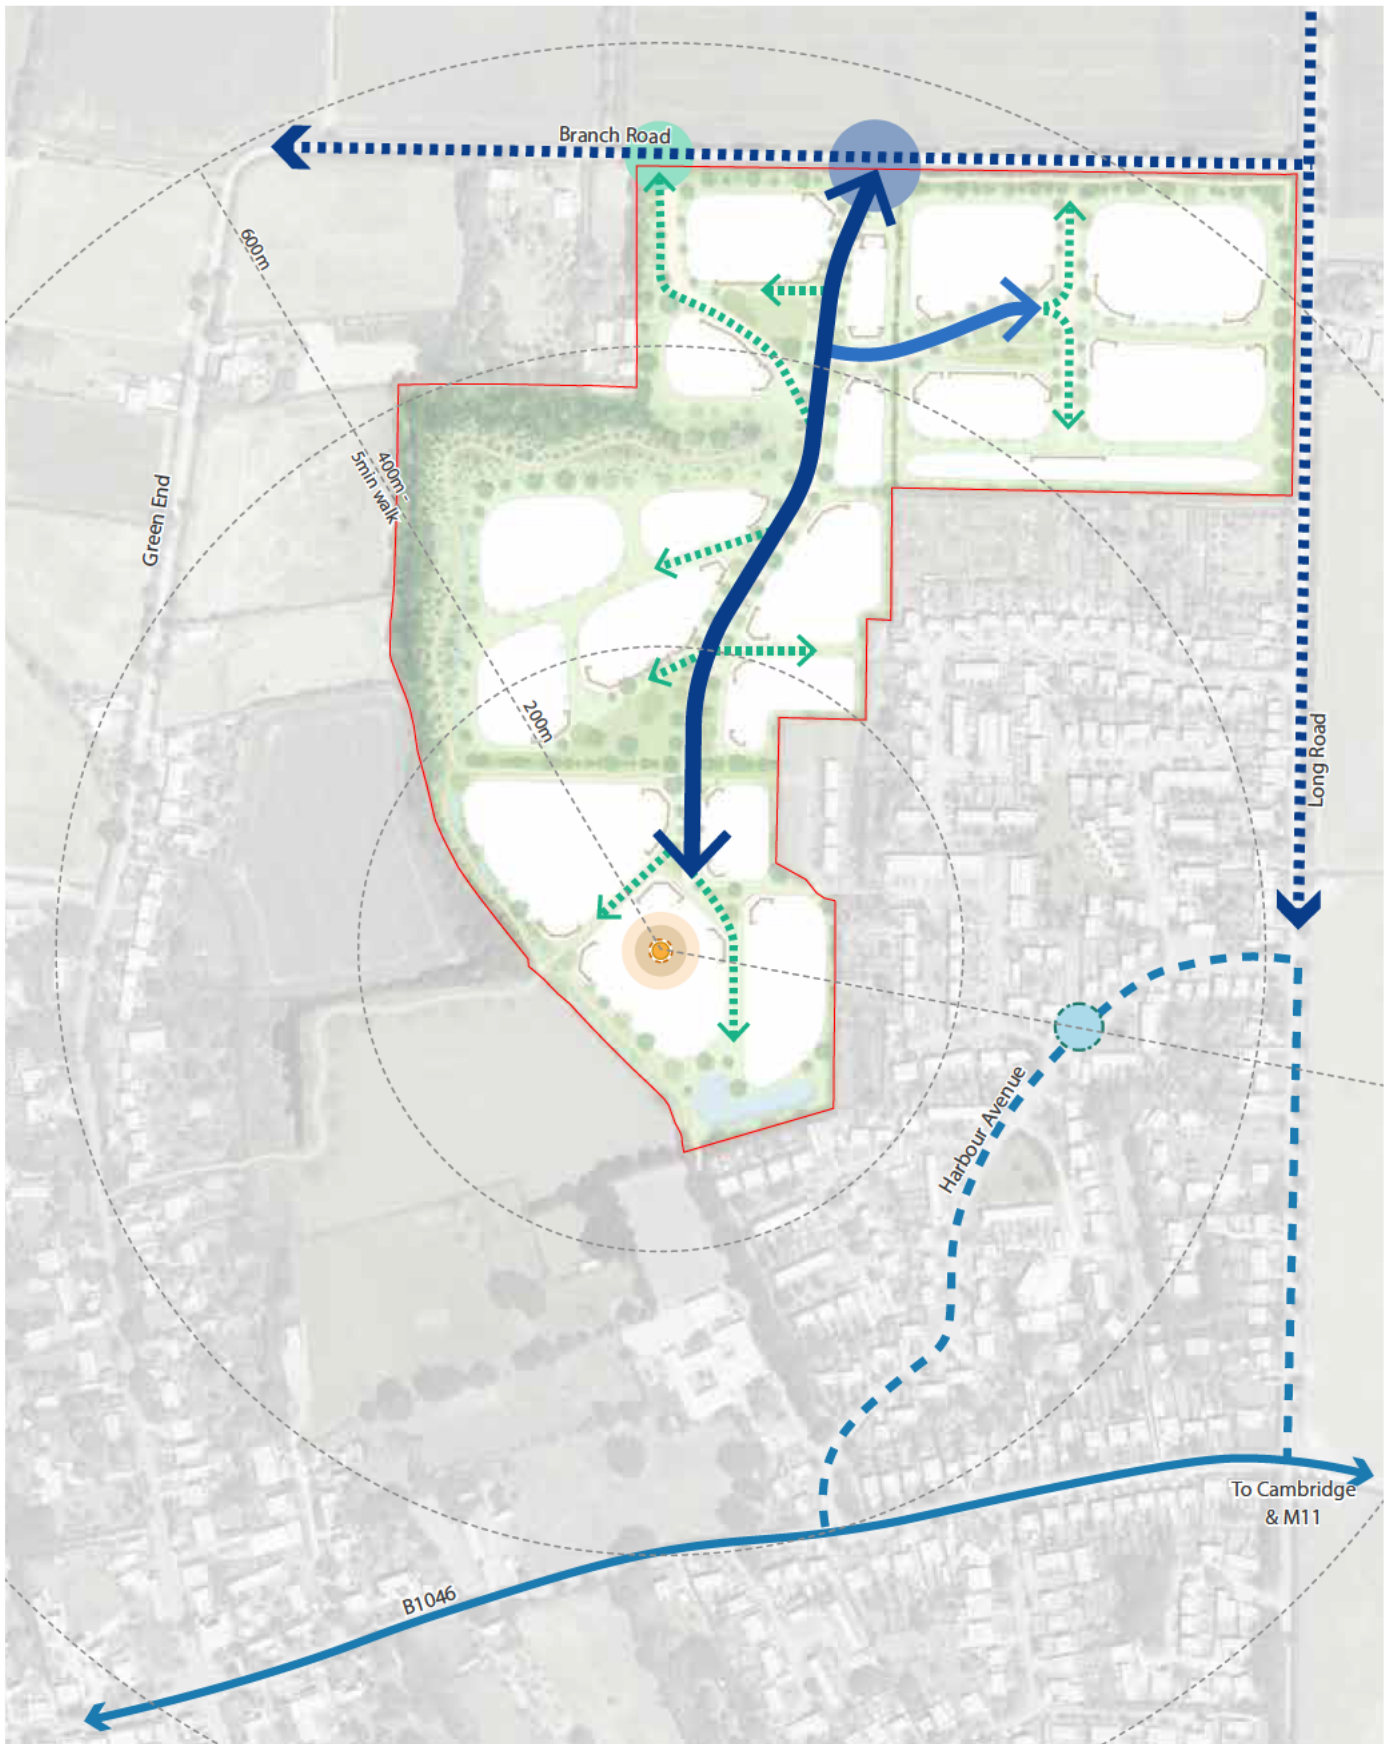 Branch Road
600m
400m -
5min walk
Green End
200m
Long Road
Harbour Avenue
To Cambridge
& M11
B1046